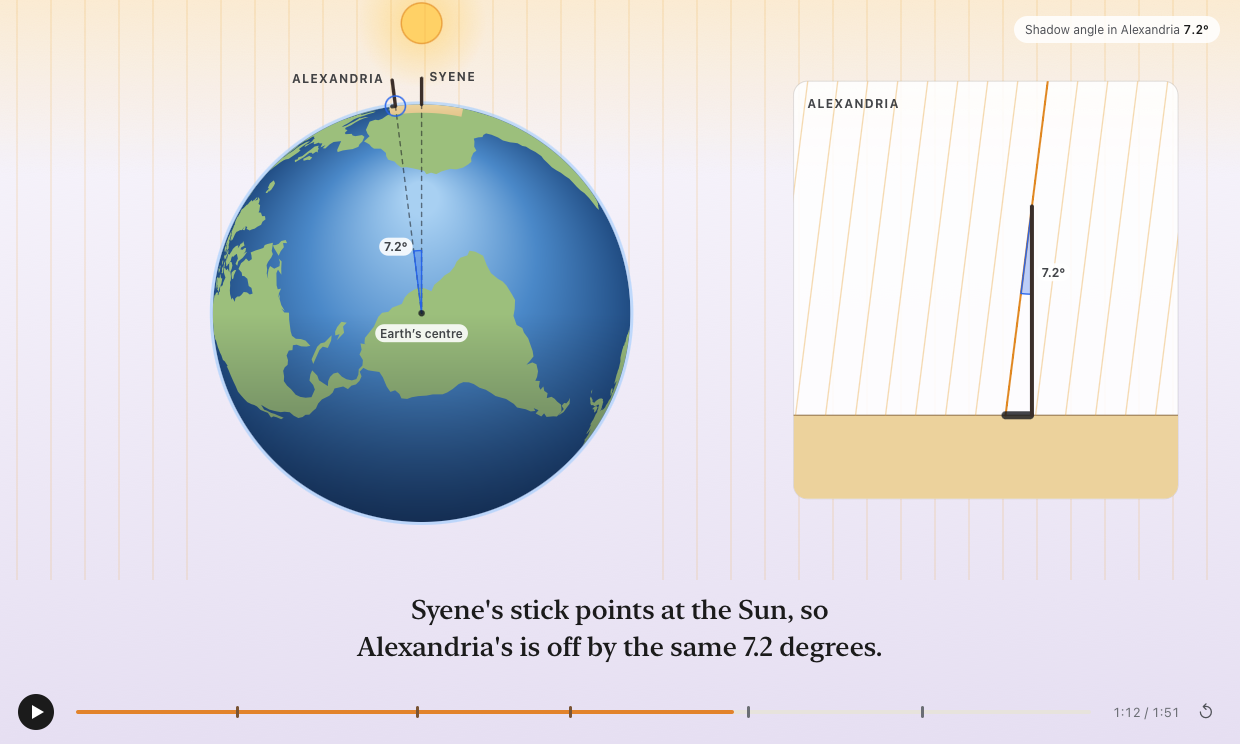 Shadow angle in Alexandria 7.2°
ALEXANDRIA
SYENE
7.2°
Earth's centre
ALEXANDRIA
7.2°
Syene's stick points at the Sun, so
Alexandria's is off by the same 7.2 degrees.
1:12 / 1:51